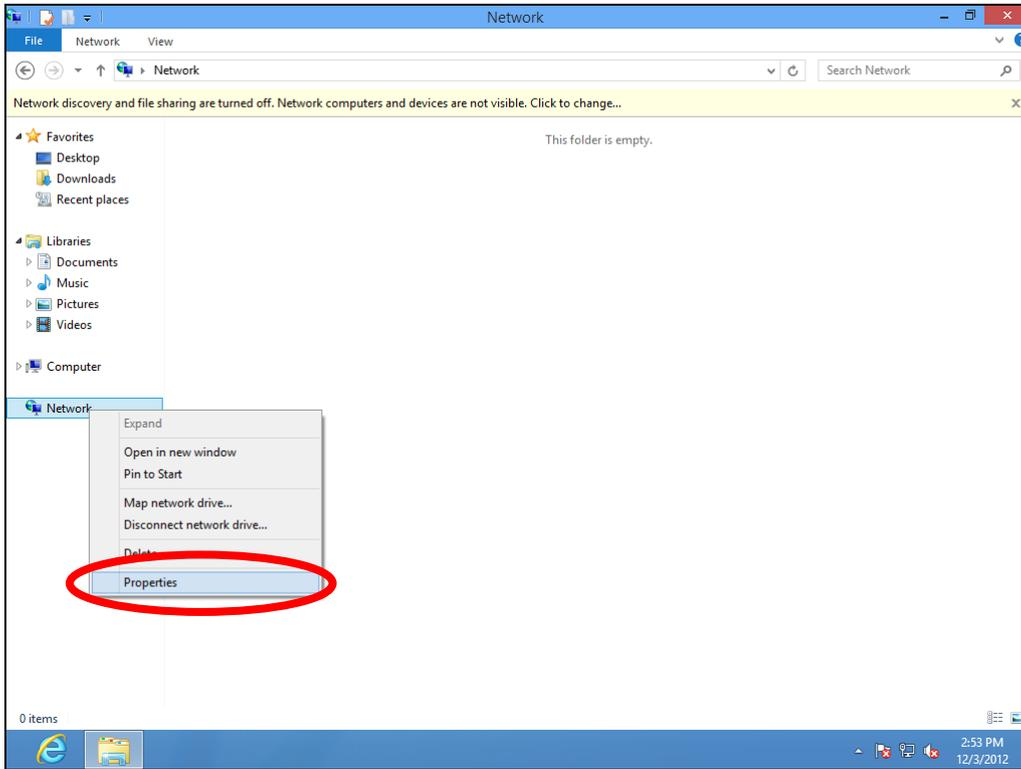 Network
File Network View
Network
Search Network
Network discovery and file sharing are turned off. Network computers and devices are not visible. Click to change...
This folder is empty.
Favorites
Desktop
Downloads
Recent places
Libraries
Documents
Music
Pictures
Videos
Computer
Network
Expand
Open in new window
Pin to Start
Map network drive...
Disconnect network drive...
Delete
Properties
0 items
2:53 PM
12/3/2012